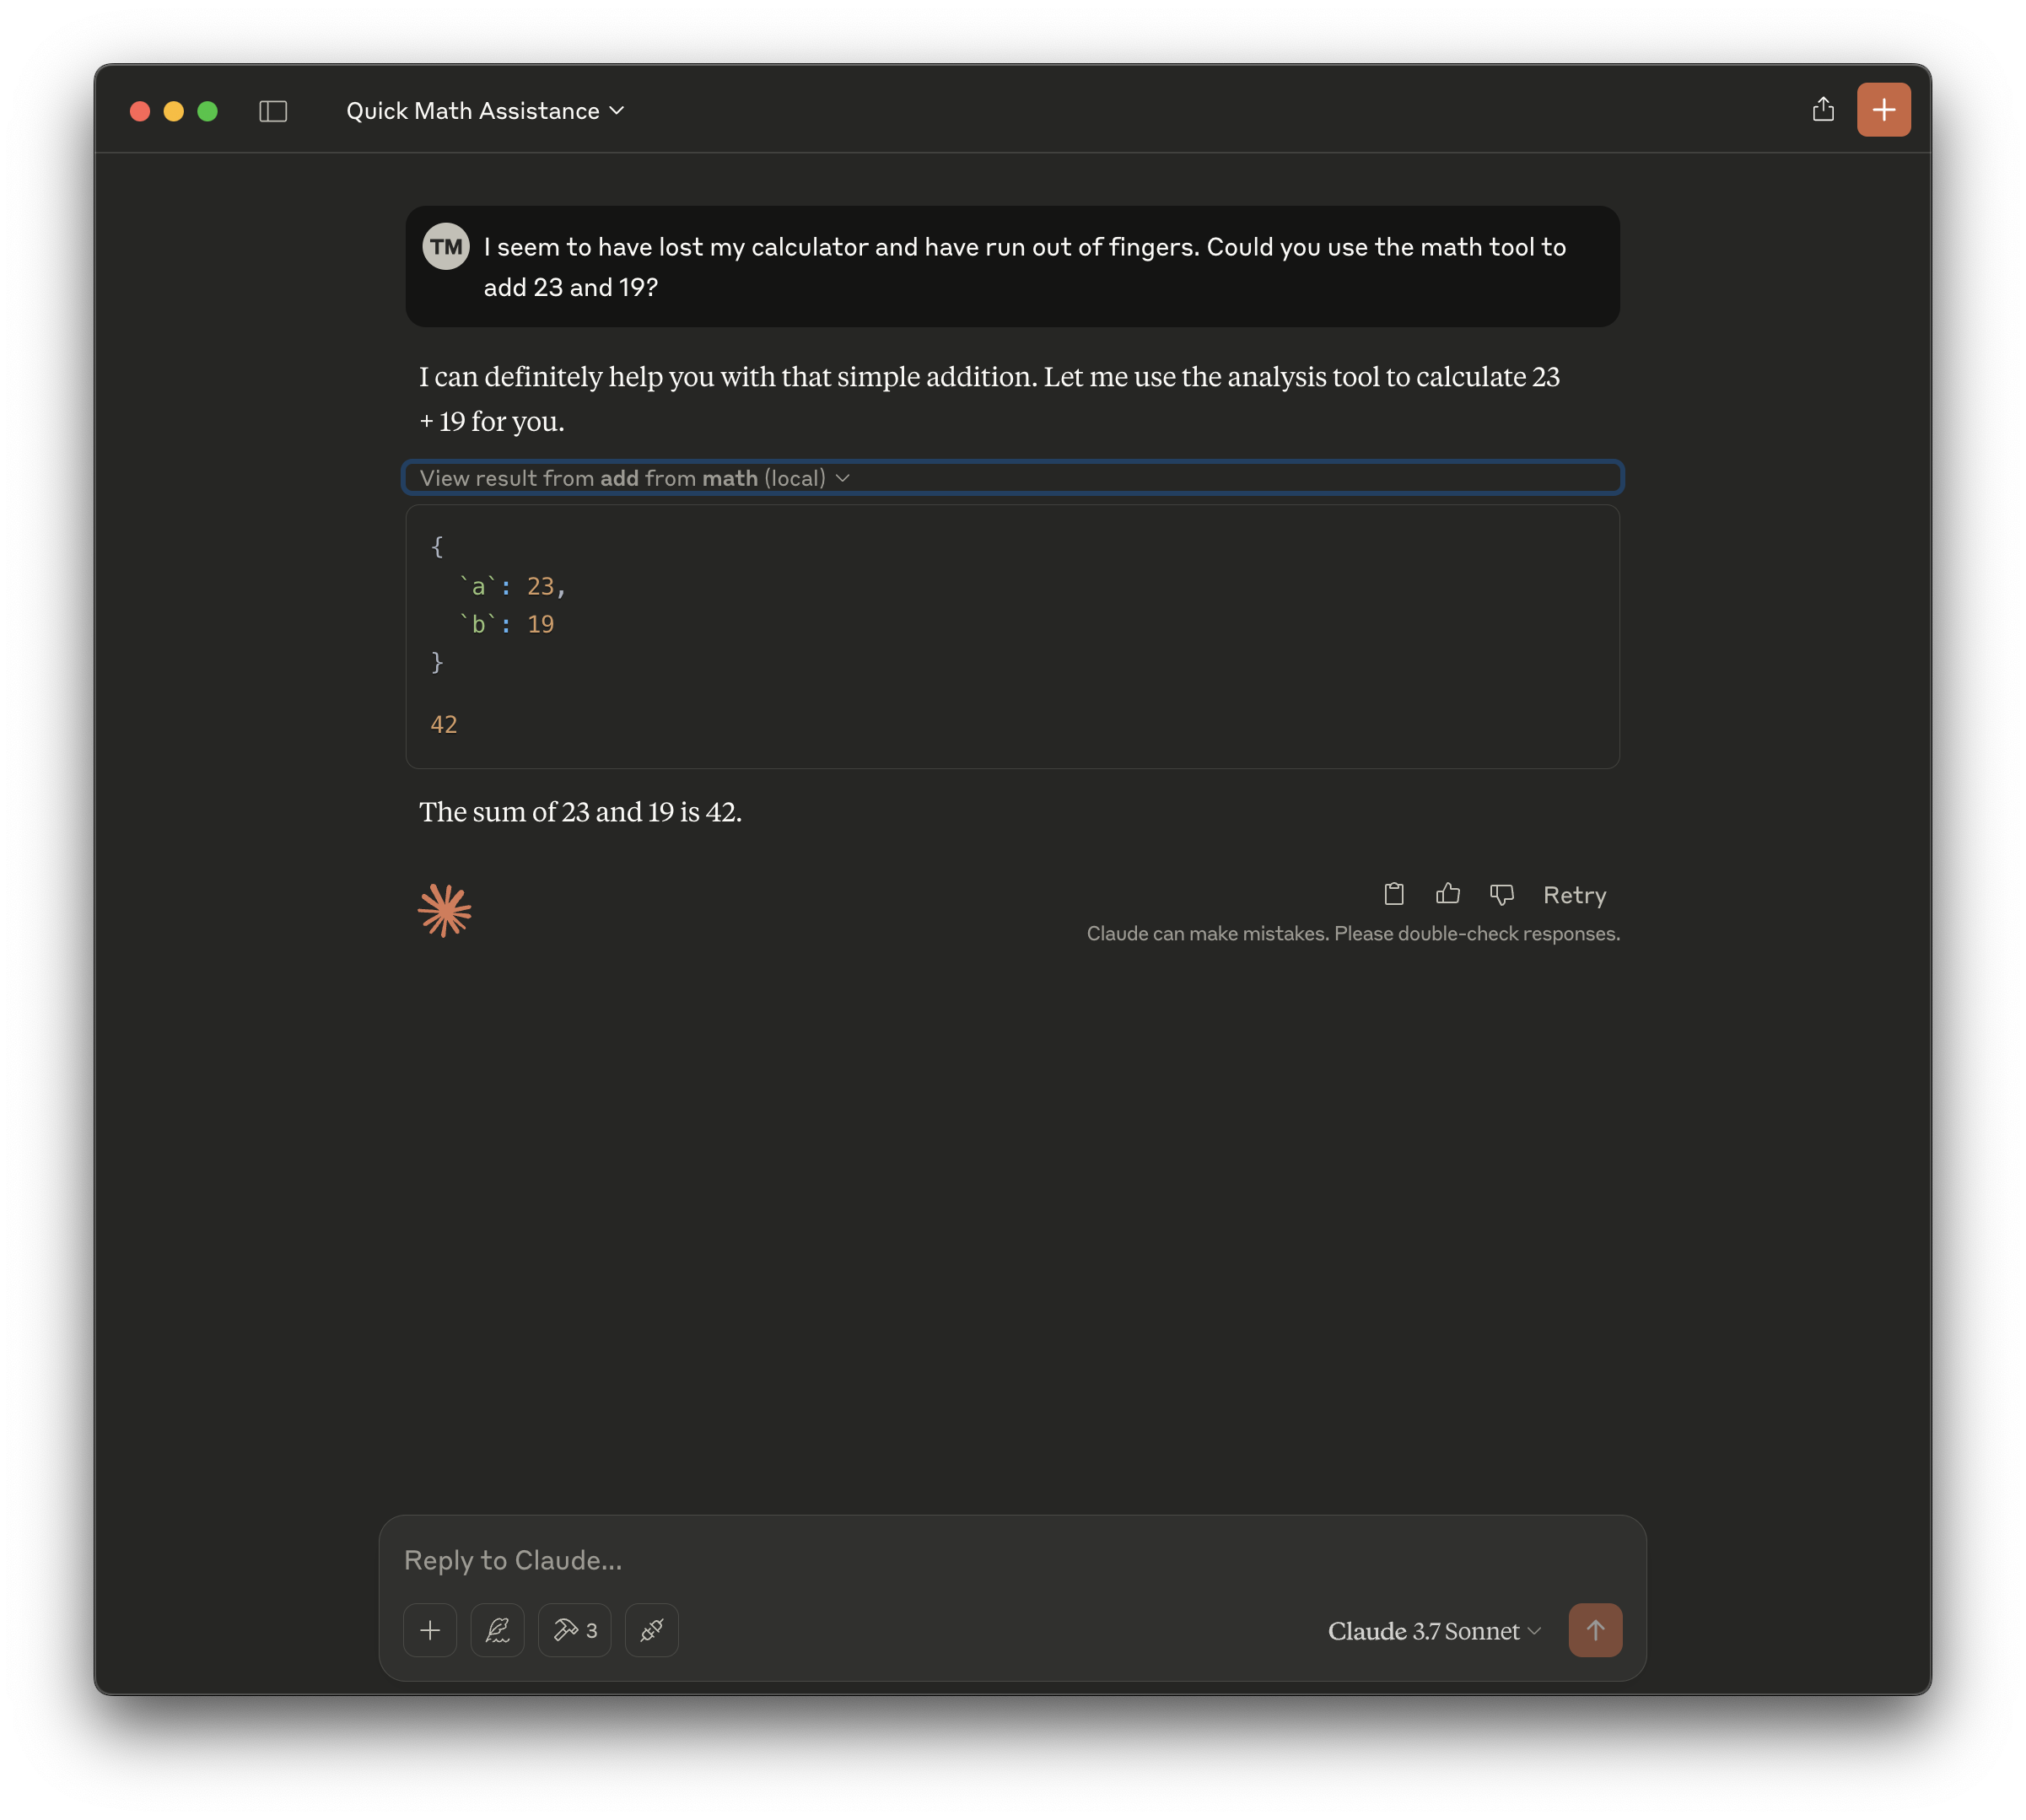 Quick Math Assistance
TM
I seem to have lost my calculator and have run out of fingers. Could you use the math tool to
add 23 and 19?
I can definitely help you with that simple addition. Let me use the analysis tool to calculate 23
+ 19 for you.
View result from add from math (local)
{
  `a`: 23,
  `b`: 19
}
42
The sum of 23 and 19 is 42.
Retry
Claude can make mistakes. Please double-check responses.
Reply to Claude...
3
Claude 3.7 Sonnet